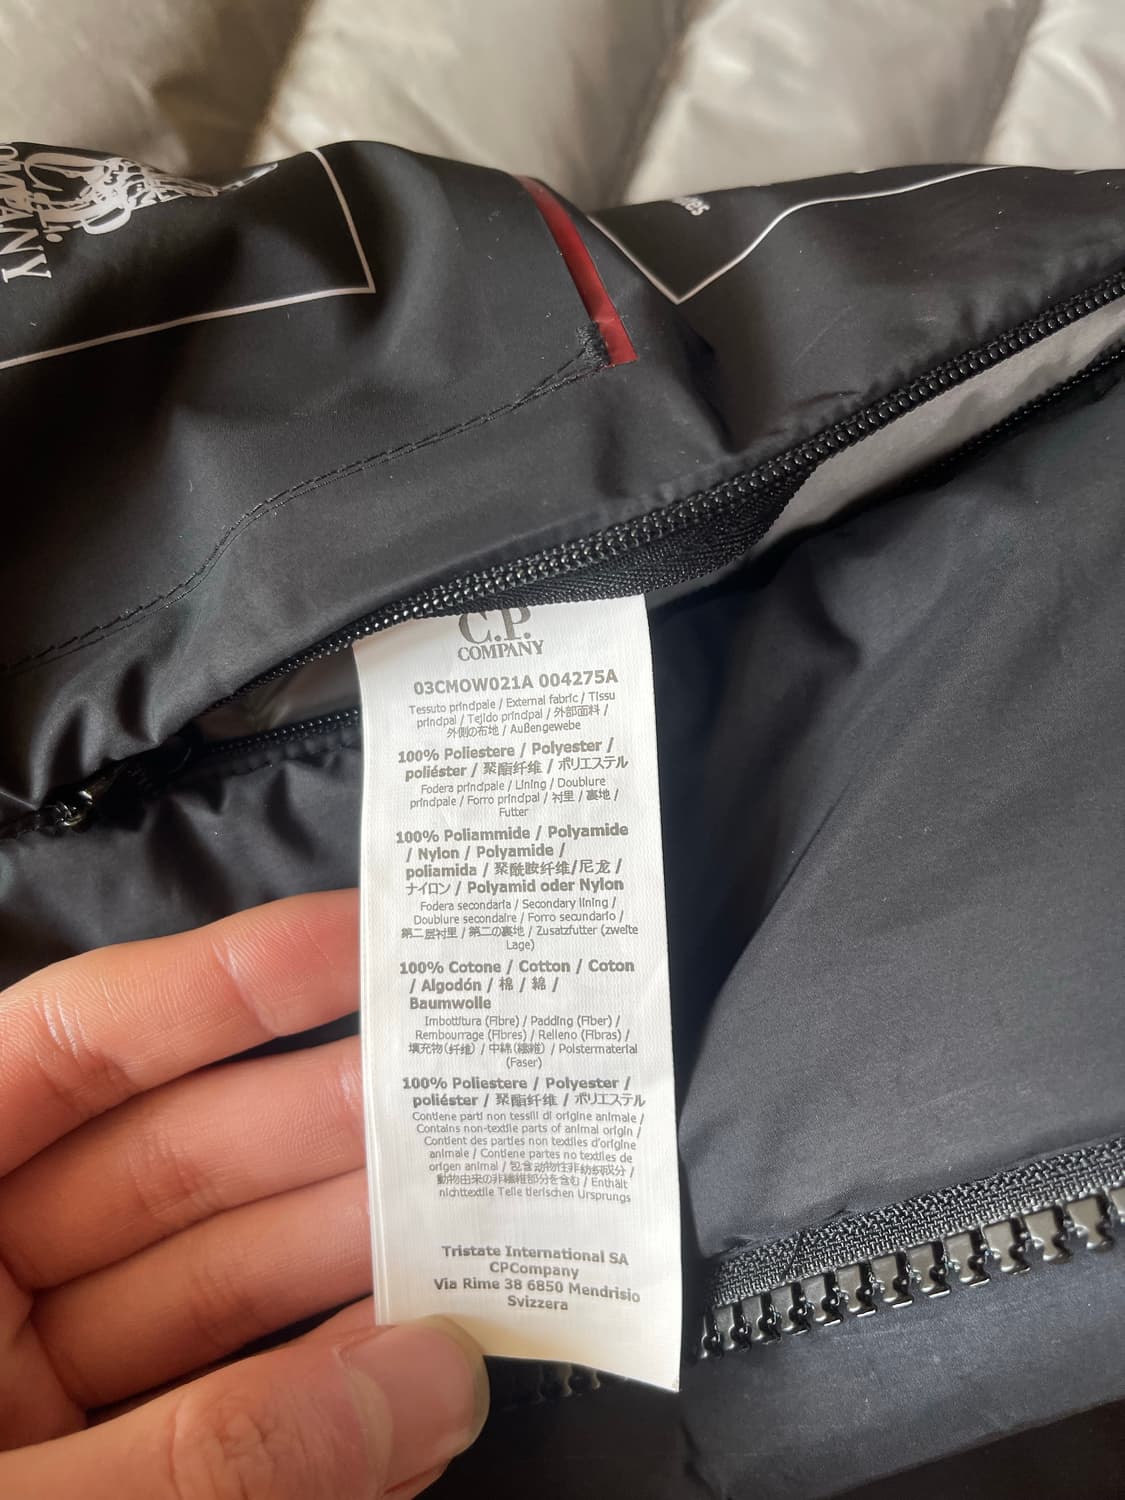 OMPANY
C.P.
COMPANY
03CMOW021A 004275A
Tessuto principale / External fabric / Tissu
principal / Tejido principal / 外部面料 /
外側の布地 / Außengewebe
100% Poliestere / Polyester /
poliéster / 聚酯纤维 / ポリエステル
Fodera principale / Lining / Doublure
principale / Forro principal / 衬里 / 裏地 /
Futter
100% Poliammide / Polyamide
/ Nylon / Polyamide /
poliamida / 聚酰胺纤维/尼龙 /
ナイロン / Polyamid oder Nylon
Fodera secondaria / Secondary lining /
Doublure secondaire / Forro secundario /
第二层衬里 / 第二の裏地 / Zusatzfutter (zweite
Lage)
100% Cotone / Cotton / Coton
/ Algodón / 棉 / 綿 /
Baumwolle
Imbottitura (Fibre) / Padding (Fiber) /
Rembourrage (Fibres) / Relleno (Fibras) /
填充物(纤维) / 中綿(繊維) / Polstermaterial
(Faser)
100% Poliestere / Polyester /
poliéster / 聚酯纤维 / ポリエステル
Contiene parti non tessili di origine animale /
Contains non-textile parts of animal origin /
Contient des parties non textiles d'origine
animale / Contiene partes no textiles de
origen animal / 包含动物性非纺织成分 /
動物由来の非繊維部分を含む / Enthält
nichttextile Teile tierischen Ursprungs
Tristate International SA
CPCompany
Via Rime 38 6850 Mendrisio
Svizzera